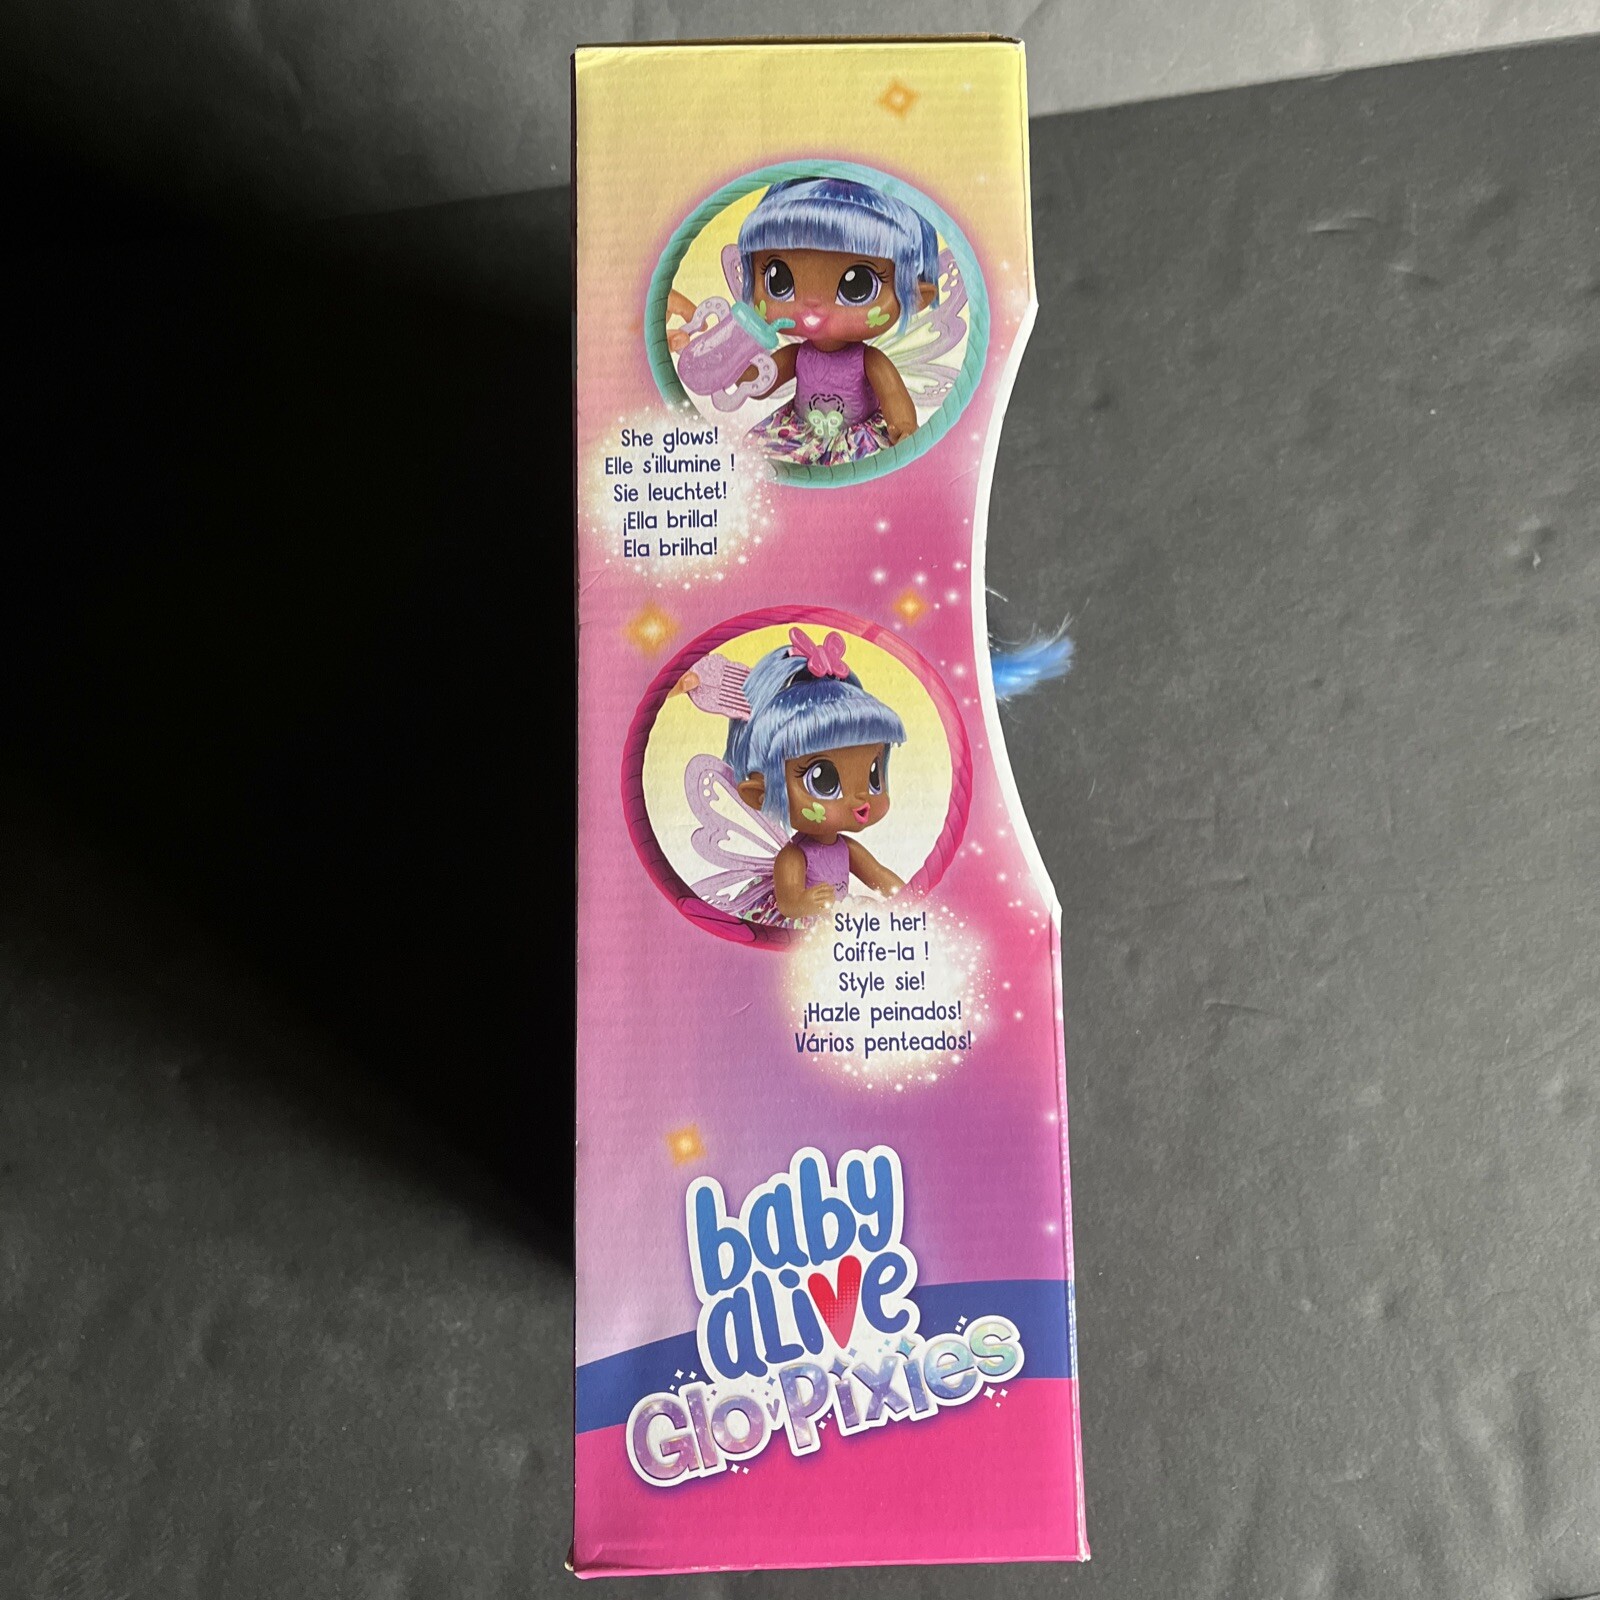 She glows!
Elle s'illumine !
Sie leuchtet!
¡Ella brilla!
Ela brilha!
Style her!
Coiffe-la !
Style sie!
¡Hazle peinados!
Vários penteados!
baby
alive
Glo Pixies